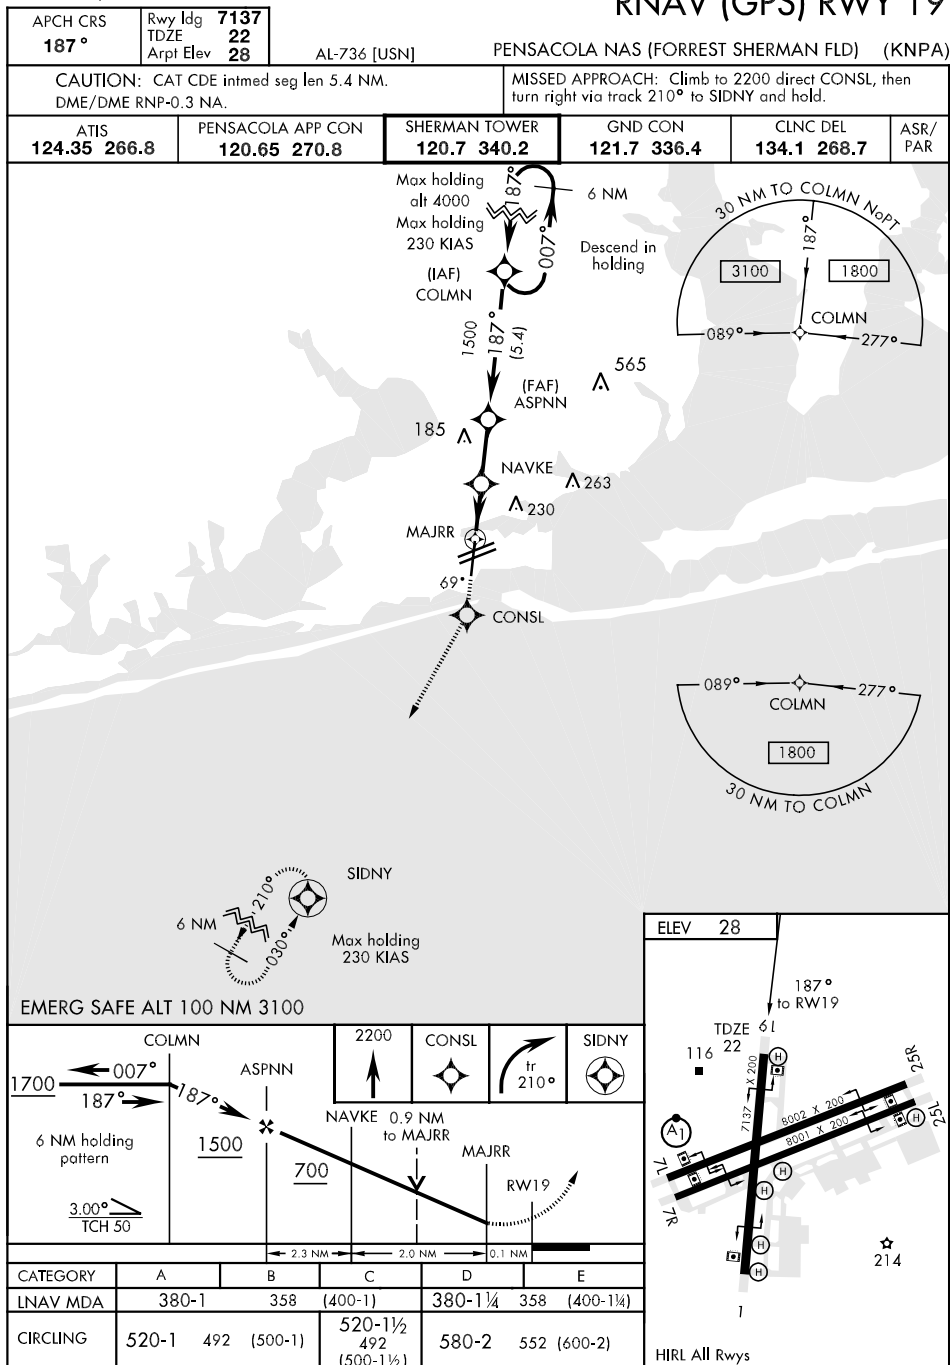 RNAV (GPS) RWY 19
APCH CRS
187°
Rwy ldg 7137
TDZE 22
Arpt Elev 28
AL-736 [USN]
PENSACOLA NAS (FORREST SHERMAN FLD) (KNPA)
CAUTION: CAT CDE intmed seg len 5.4 NM.
DME/DME RNP-0.3 NA.
MISSED APPROACH: Climb to 2200 direct CONSL, then
turn right via track 210° to SIDNY and hold.
ATIS
124.35 266.8
PENSACOLA APP CON
120.65 270.8
SHERMAN TOWER
120.7 340.2
GND CON
121.7 336.4
CLNC DEL
134.1 268.7
ASR/
PAR
Max holding
alt 4000
Max holding
230 KIAS
187°
6 NM
007°
Descend in
holding
(IAF)
COLMN
1500
187°
(5.4)
(FAF)
ASPNN
565
185
NAVKE
263
230
MAJRR
69°
CONSL
30 NM TO COLMN NoPT
187°
3100
1800
COLMN
089°
277°
089°
277°
COLMN
1800
30 NM TO COLMN
SIDNY
210°
6 NM
030°
Max holding
230 KIAS
EMERG SAFE ALT 100 NM 3100
ELEV 28
187°
to RW19
TDZE
22
19
116
7137 X 200
25R
25L
8002 X 200
8001 X 200
A1
7L
7R
H
H
H
H
H
H
214
1
HIRL All Rwys
COLMN
1700
007°
187°
187°
ASPNN
6 NM holding
pattern
1500
700
3.00°
TCH 50
2200
CONSL
tr
210°
SIDNY
NAVKE
0.9 NM
to MAJRR
MAJRR
RW19
2.3 NM
2.0 NM
0.1 NM
CATEGORY A B C D E
LNAV MDA 380-1 358 (400-1) 380-1¼ 358 (400-1¼)
CIRCLING 520-1 492 (500-1) 520-1½ 492 (500-1½) 580-2 552 (600-2)